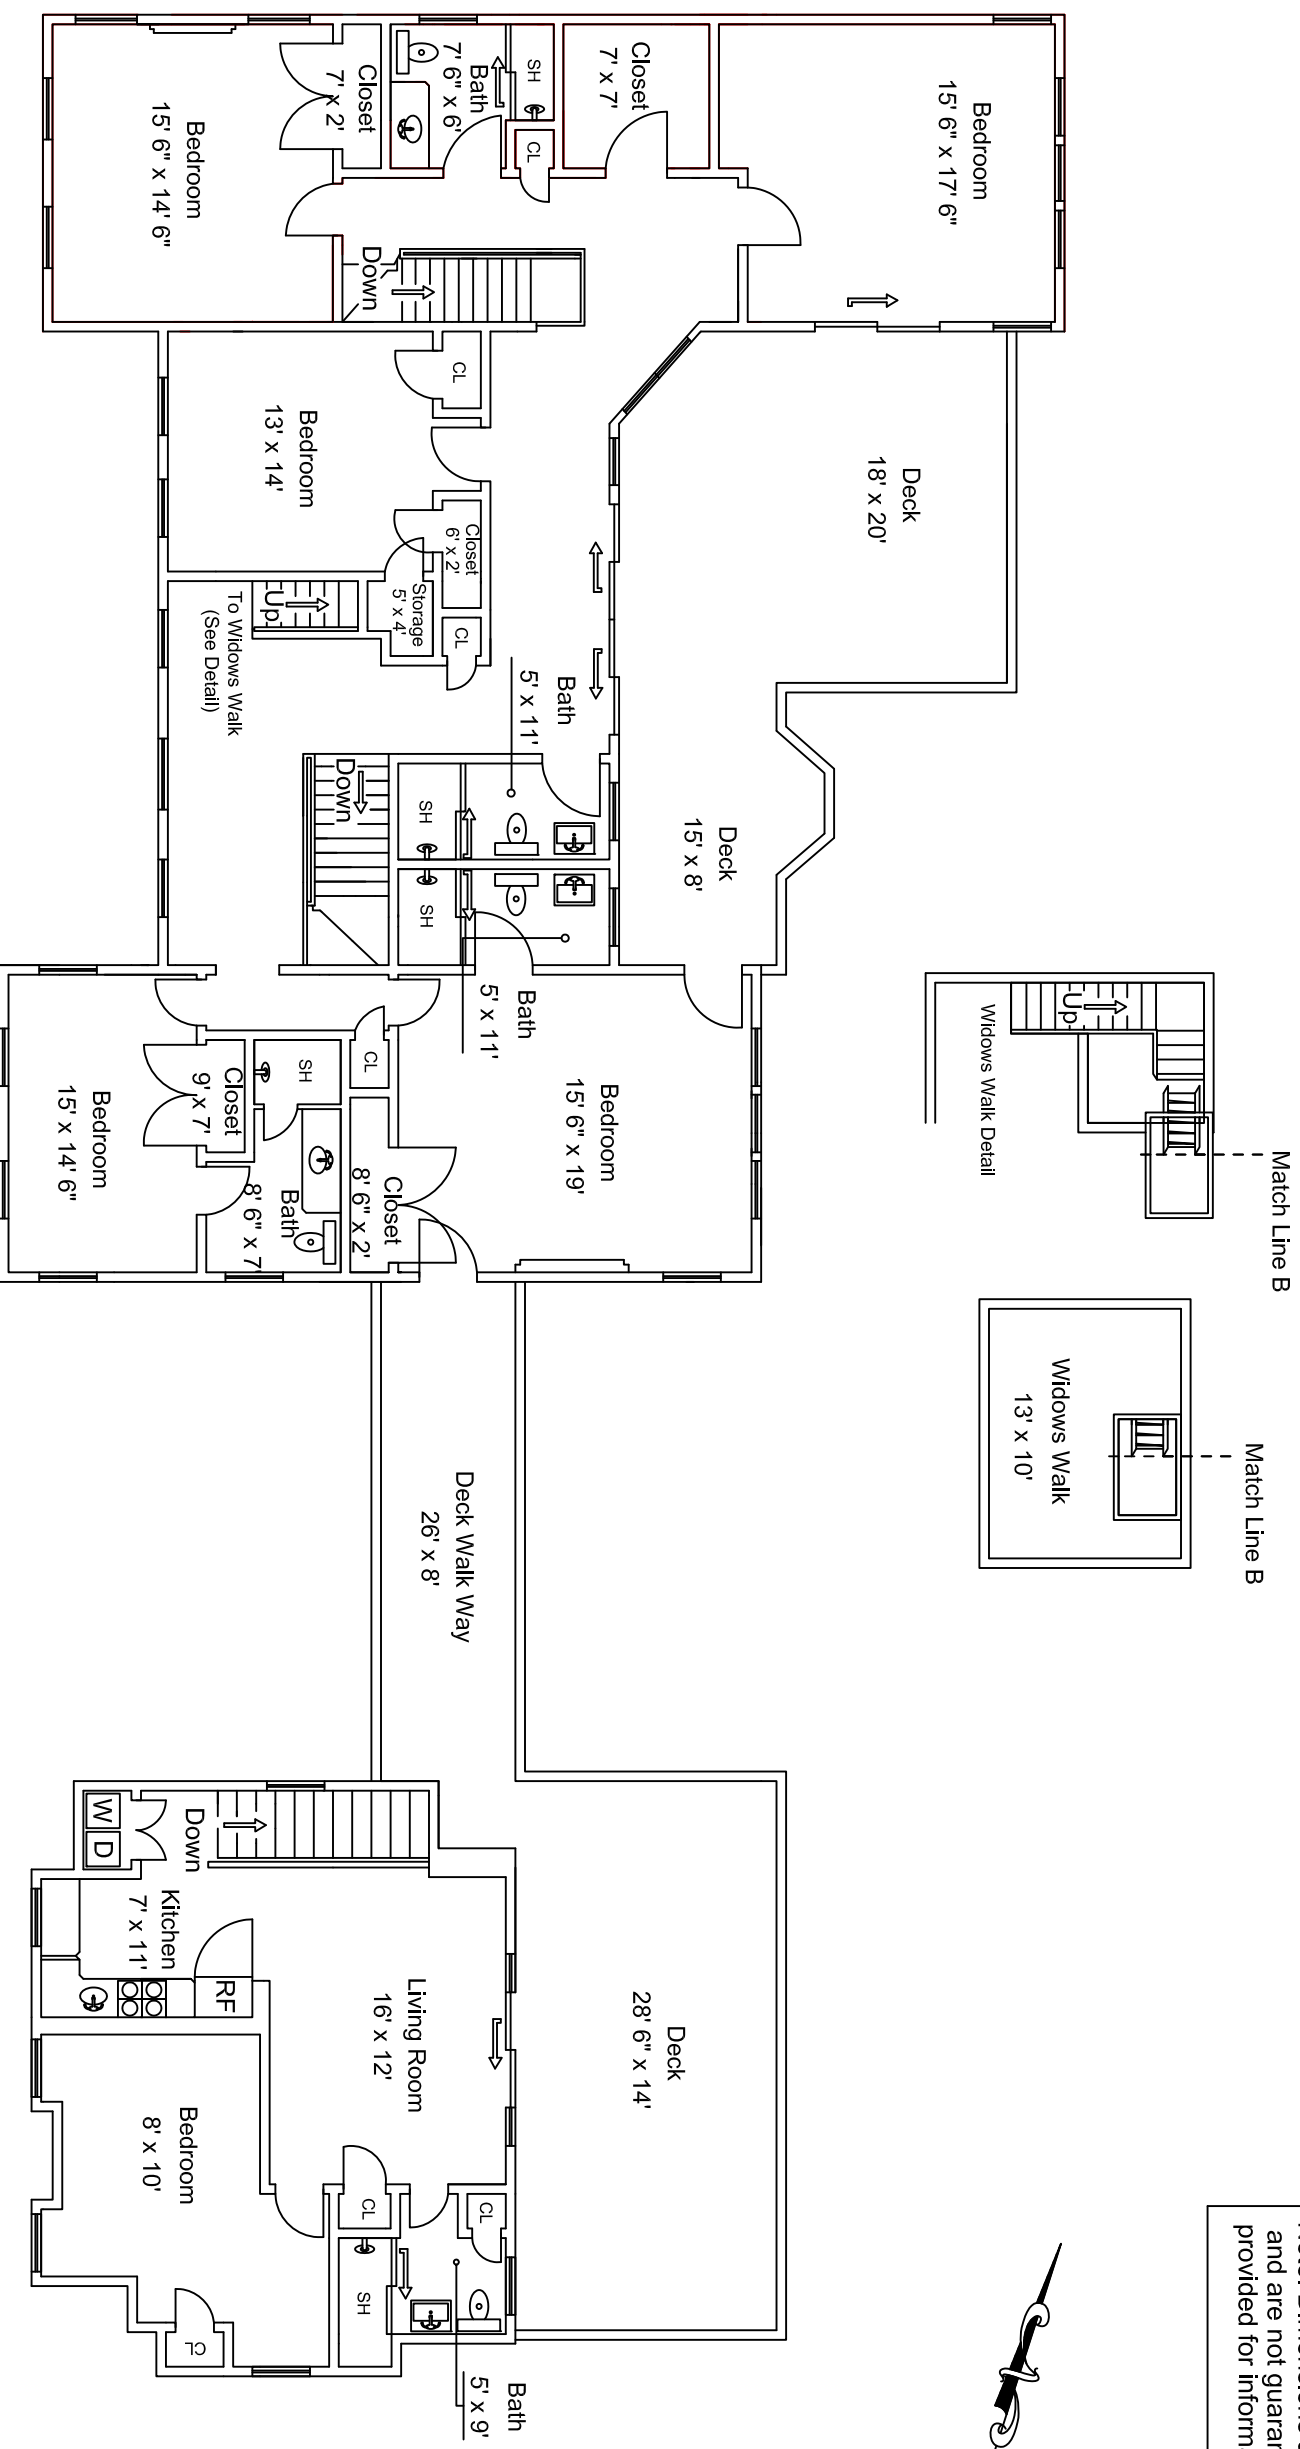 Bedroom
15' 6" x 17' 6"
Closet
7' x 7'
SH
CL
Bath
7' 6" x 6'
Closet
7' x 2'
Bedroom
15' 6" x 14' 6"
Down
Deck
18' x 20'
CL
Bedroom
13' x 14'
Closet
6' x 2'
Storage
5' x 4'
CL
Up
To Widows Walk
(See Detail)
Bath
5' x 11'
Deck
15' x 8'
Down
SH
SH
Bath
5' x 11'
Bedroom
15' 6" x 19'
CL
SH
Closet
9' x 7'
Closet
8' 6" x 2'
Bath
8' 6" x 7'
Bedroom
15' x 14' 6"
Up
Widows Walk Detail
Match Line B
Widows Walk
13' x 10'
Match Line B
Deck Walk Way
26' x 8'
Deck
28' 6" x 14'
Down
W
D
Kitchen
7' x 11'
RF
Living Room
16' x 12'
Bedroom
8' x 10'
CL
CL
SH
CL
Bath
5' x 9'
and are not guaran
provided for inform